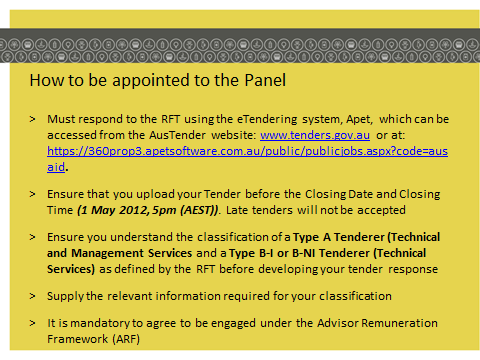 How to be appointed to the Panel
> Must respond to the RFT using the eTendering system, Apet, which can be
accessed from the AusTender website: www.tenders.gov.au or at:
https://360prop3.apetsoftware.com.au/public/publicjobs.aspx?code=aus
aid.
> Ensure that you upload your Tender before the Closing Date and Closing
Time (1 May 2012, 5pm (AEST)). Late tenders will not be accepted
> Ensure you understand the classification of a Type A Tenderer (Technical
and Management Services and a Type B-I or B-NI Tenderer (Technical
Services) as defined by the RFT before developing your tender response
> Supply the relevant information required for your classification
> It is mandatory to agree to be engaged under the Advisor Remuneration
Framework (ARF)